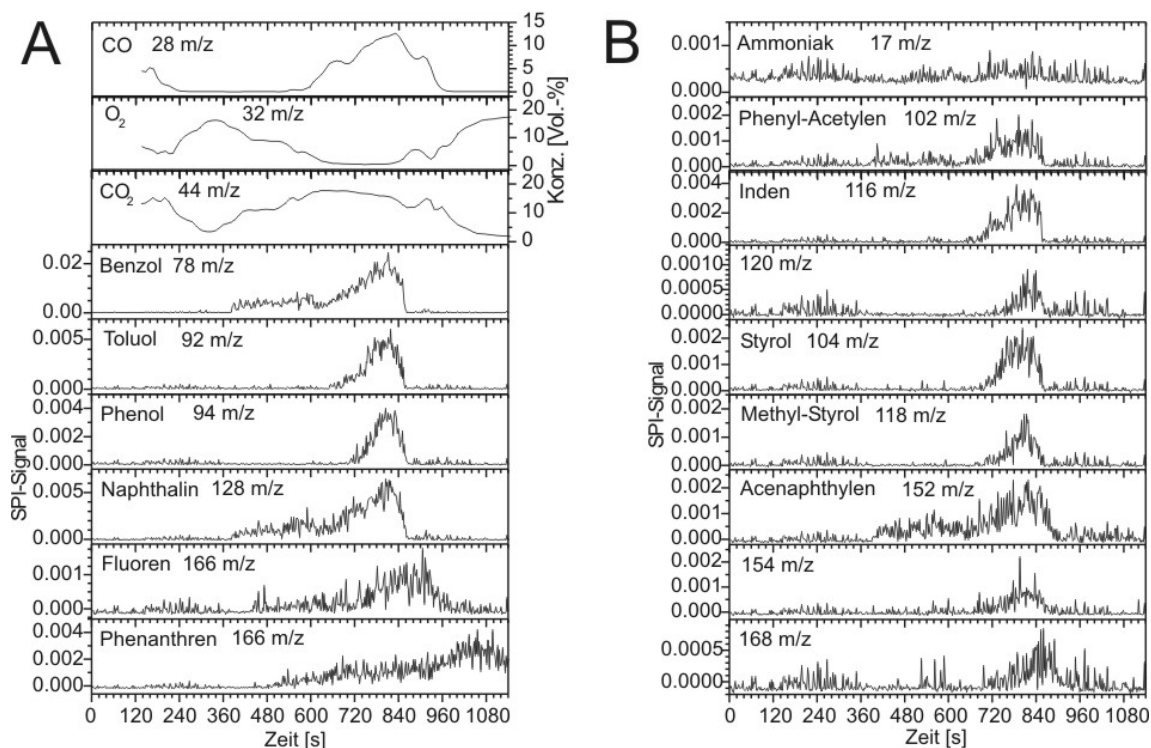 A
CO 28 m/z
15
10
5
0
O2 32 m/z
20
10
0
Konz. [Vol.-%]
CO2 44 m/z
20
10
0
Benzol 78 m/z
0.02
0.00
Toluol 92 m/z
0.005
0.000
Phenol 94 m/z
0.004
0.002
0.000
Naphthalin 128 m/z
0.005
0.000
Fluoren 166 m/z
0.001
0.000
Phenanthren 166 m/z
0.004
0.002
0.000
SPI-Signal
0 120 240 360 480 600 720 840 960 1080
Zeit [s]
B
Ammoniak 17 m/z
0.001
0.000
Phenyl-Acetylen 102 m/z
0.002
0.001
0.000
Inden 116 m/z
0.004
0.002
0.000
120 m/z
0.0010
0.0005
0.0000
Styrol 104 m/z
0.002
0.001
0.000
Methyl-Styrol 118 m/z
0.002
0.001
0.000
Acenaphthylen 152 m/z
0.002
0.001
0.000
154 m/z
0.002
0.001
0.000
168 m/z
0.0005
0.0000
SPI-Signal
0 120 240 360 480 600 720 840 960 1080
Zeit [s]